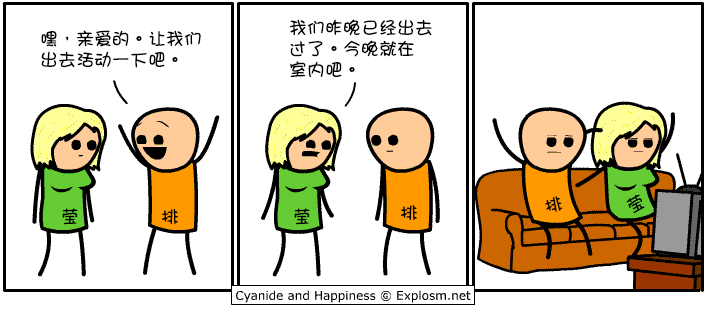 嘿，亲爱的。让我们
出去活动一下吧。
莹
排
我们昨晚已经出去
过了。今晚就在
室内吧。
莹
排
排
莹
Cyanide and Happiness © Explosm.net